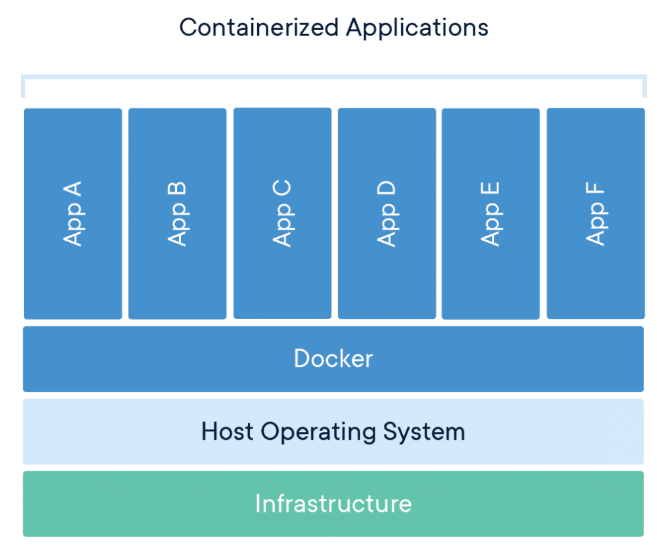 Containerized Applications
App A
App B
App C
App D
App E
App F
Docker
Host Operating System
Infrastructure